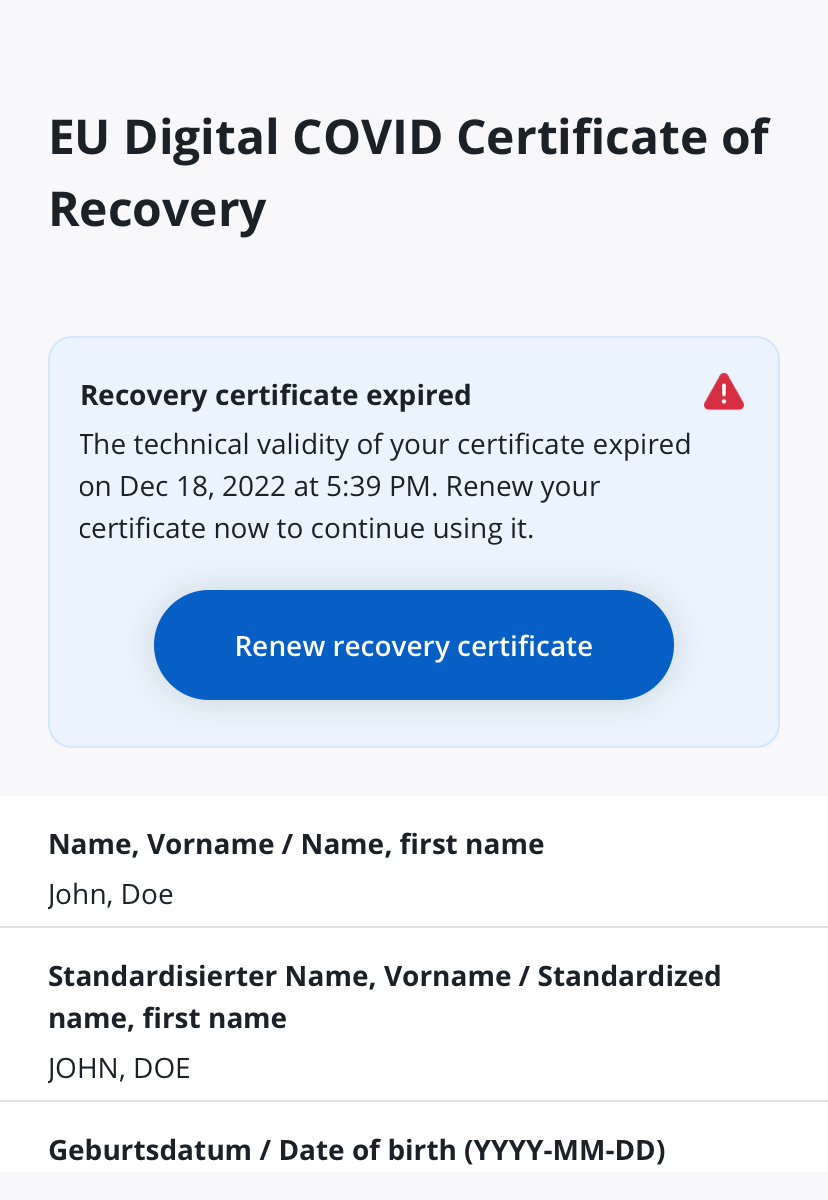 EU Digital COVID Certificate of
Recovery
Recovery certificate expired
The technical validity of your certificate expired
on Dec 18, 2022 at 5:39 PM. Renew your
certificate now to continue using it.
Renew recovery certificate
Name, Vorname / Name, first name
John, Doe
Standardisierter Name, Vorname / Standardized
name, first name
JOHN, DOE
Geburtsdatum / Date of birth (YYYY-MM-DD)